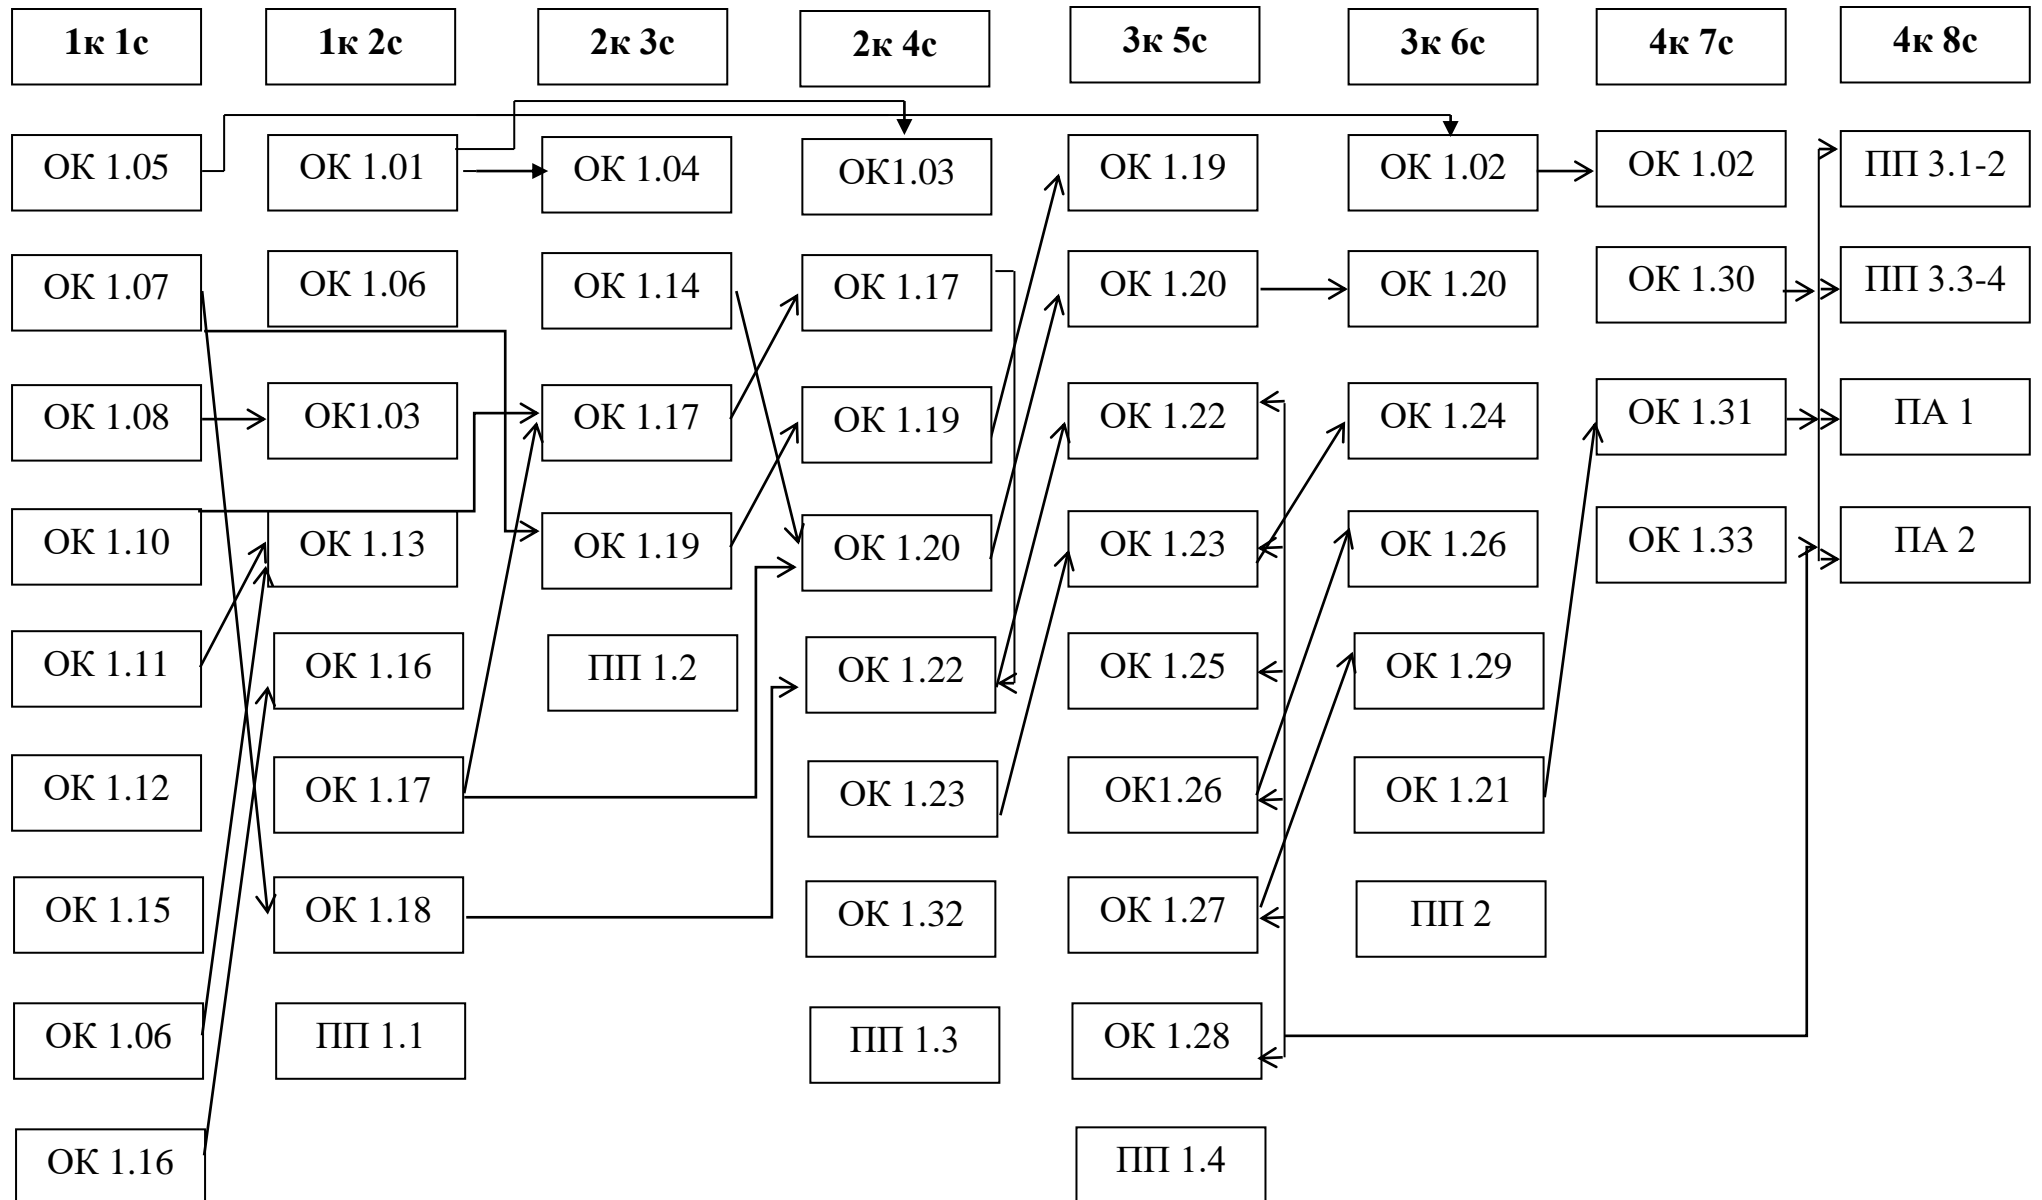 1к 1с
1к 2с
2к 3с
2к 4с
3к 5с
3к 6с
4к 7с
4к 8с
ОК 1.05
ОК 1.01
ОК 1.04
ОК1.03
ОК 1.19
ОК 1.02
ОК 1.02
ПП 3.1-2
ОК 1.07
ОК 1.06
ОК 1.14
ОК 1.17
ОК 1.20
ОК 1.20
ОК 1.30
ПП 3.3-4
ОК 1.08
ОК1.03
ОК 1.17
ОК 1.19
ОК 1.22
ОК 1.24
ОК 1.31
ПА 1
ОК 1.10
ОК 1.13
ОК 1.19
ОК 1.20
ОК 1.23
ОК 1.26
ОК 1.33
ПА 2
ОК 1.11
ОК 1.16
ПП 1.2
ОК 1.22
ОК 1.25
ОК 1.29
ОК 1.12
ОК 1.17
ОК 1.23
ОК1.26
ОК 1.21
ОК 1.15
ОК 1.18
ОК 1.32
ОК 1.27
ПП 2
ОК 1.06
ПП 1.1
ПП 1.3
ОК 1.28
ОК 1.16
ПП 1.4